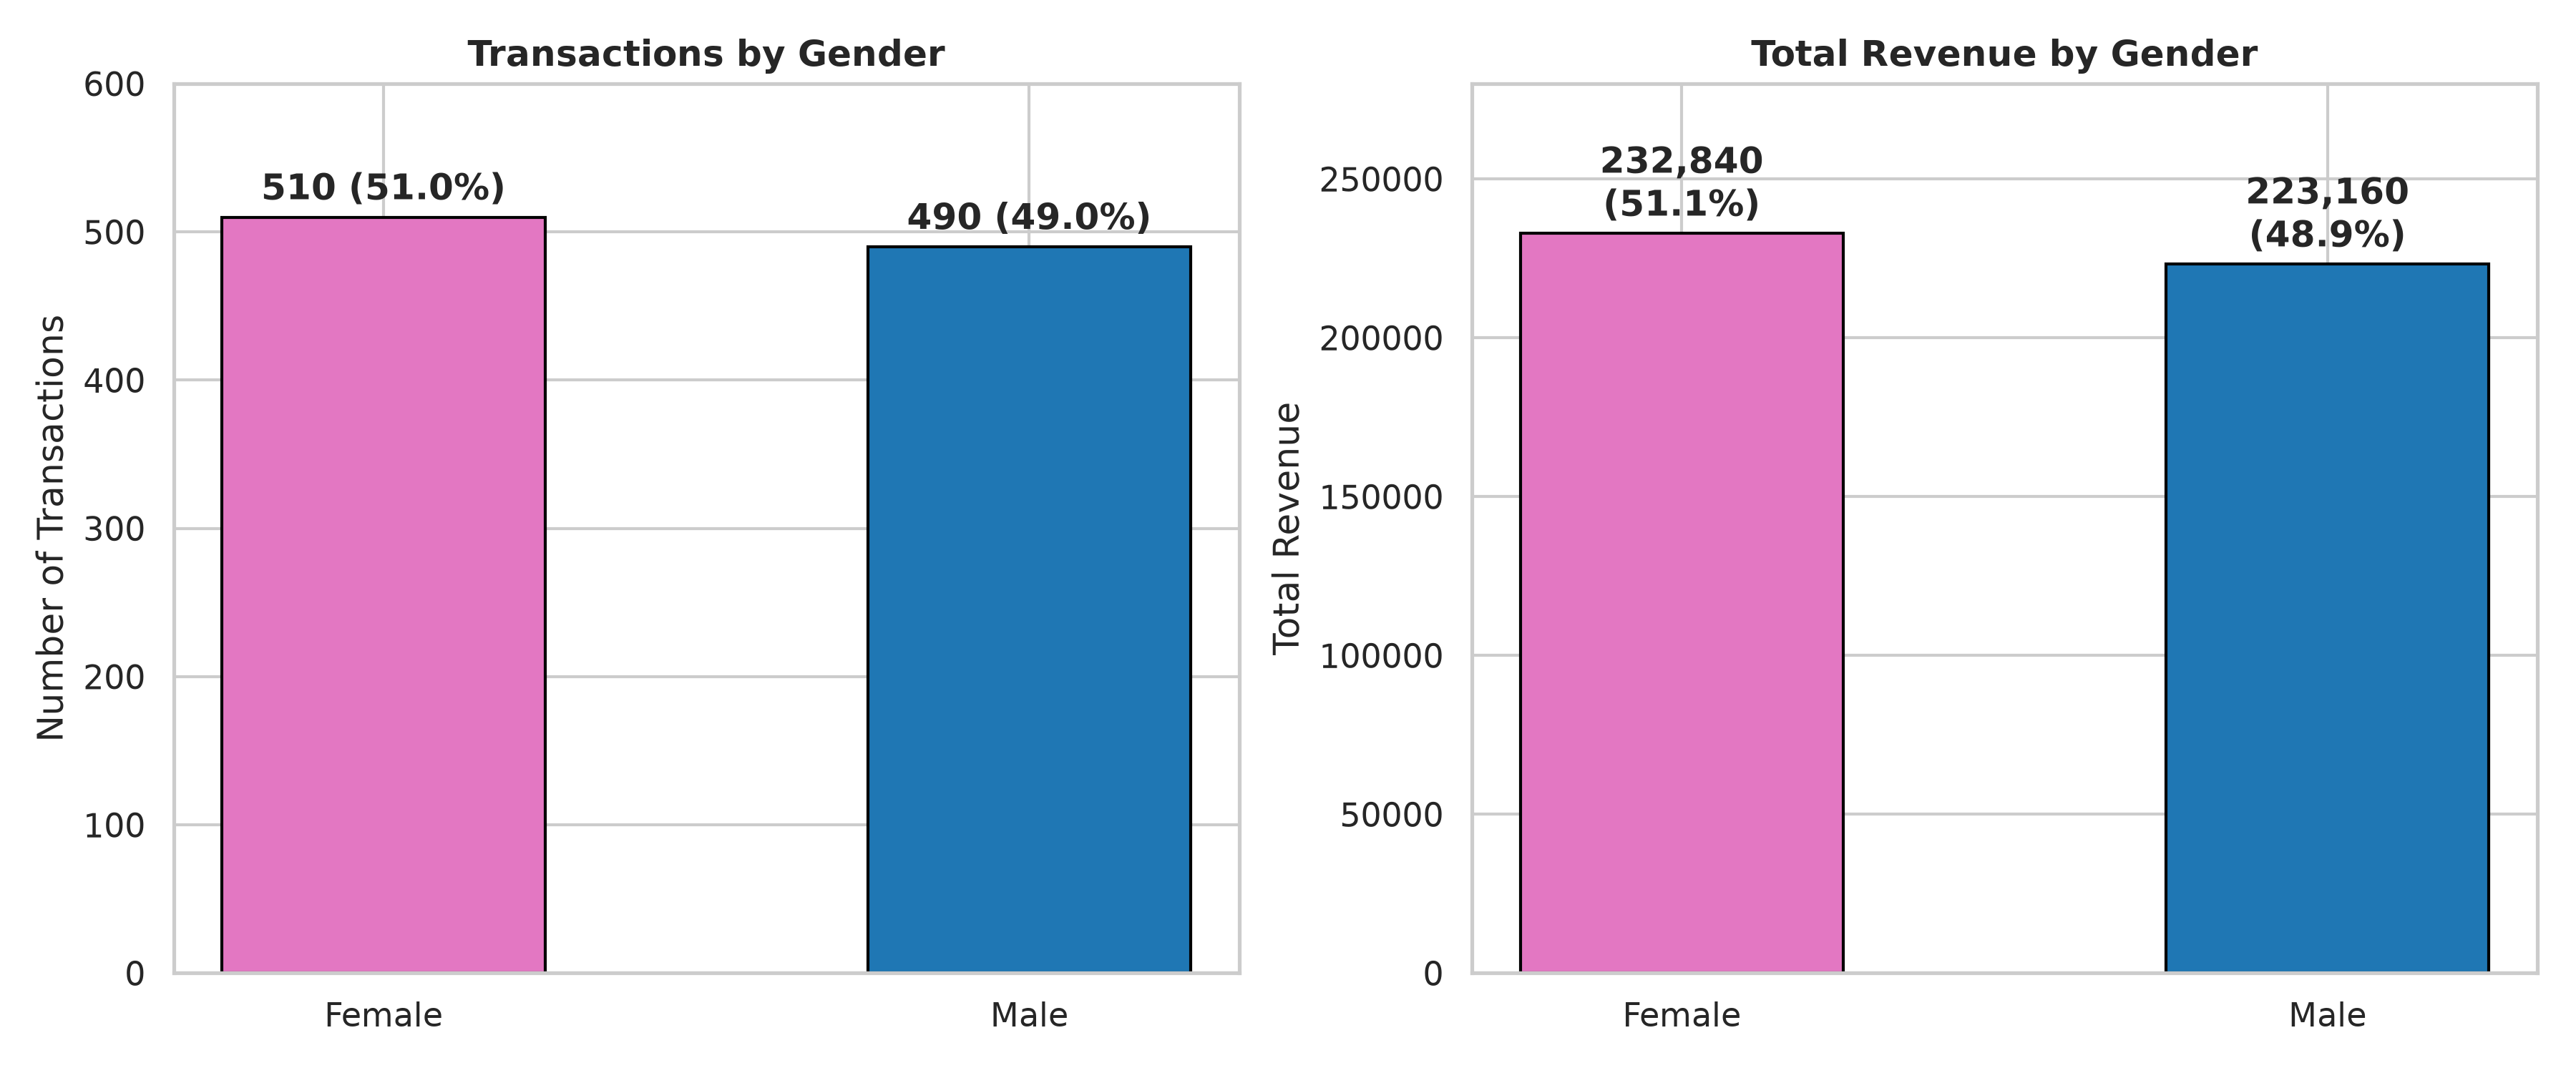 Transactions by Gender
Number of Transactions
600
500
400
300
200
100
0
510 (51.0%)
490 (49.0%)
Female
Male
Total Revenue by Gender
Total Revenue
250000
200000
150000
100000
50000
0
232,840
(51.1%)
223,160
(48.9%)
Female
Male